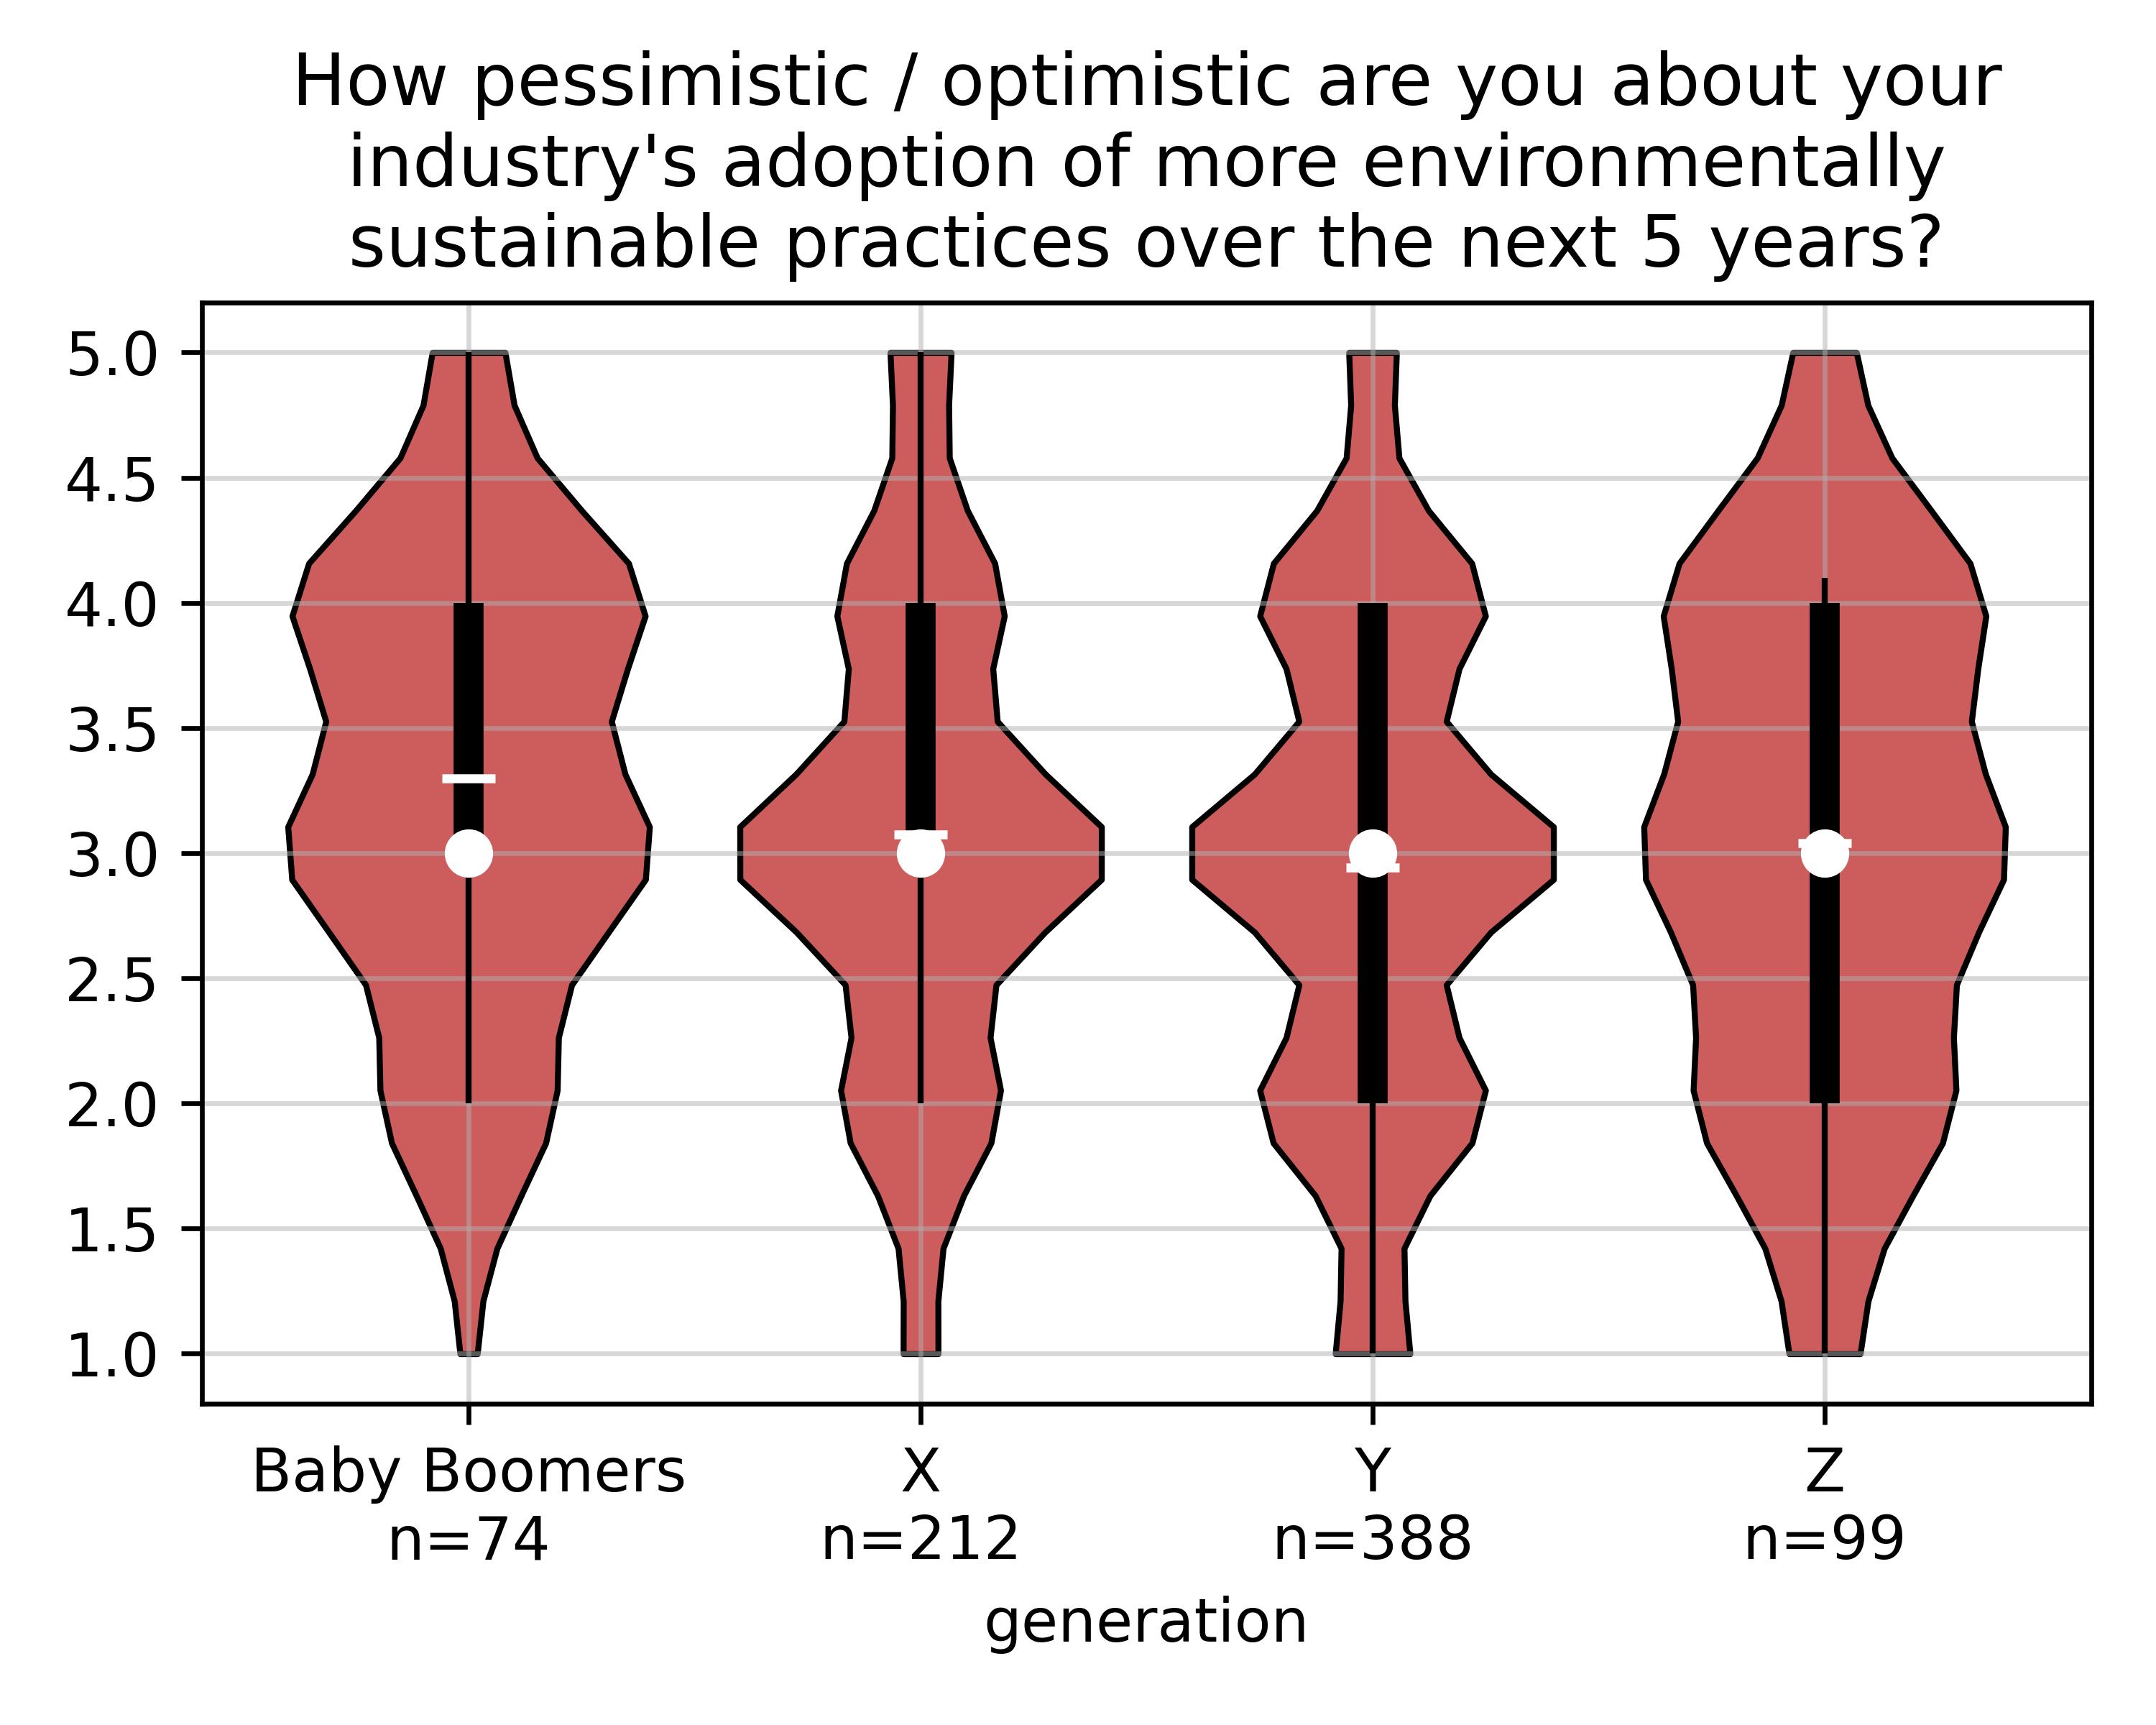 How pessimistic / optimistic are you about your
industry's adoption of more environmentally
sustainable practices over the next 5 years?
5.0
4.5
4.0
3.5
3.0
2.5
2.0
1.5
1.0
Baby Boomers X Y Z
n=74 n=212 n=388 n=99
generation